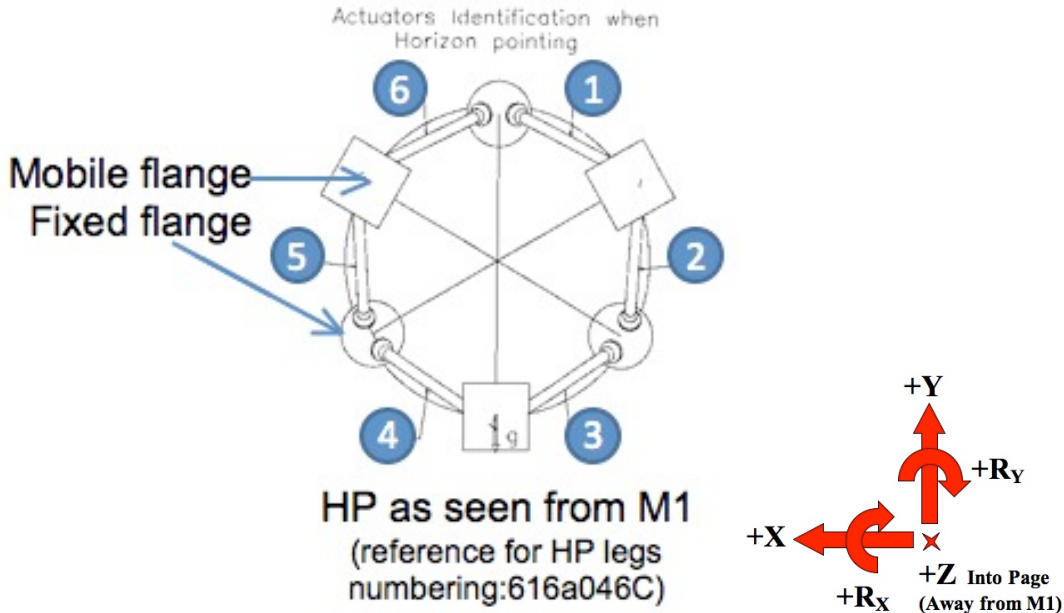 Actuators Identification when
Horizon pointing
6
1
Mobile flange
Fixed flange
5
2
4
3
g
HP as seen from M1
(reference for HP legs
numbering:616a046C)
+Y
+RY
+X
+Z Into Page
+RX
(Away from M1)